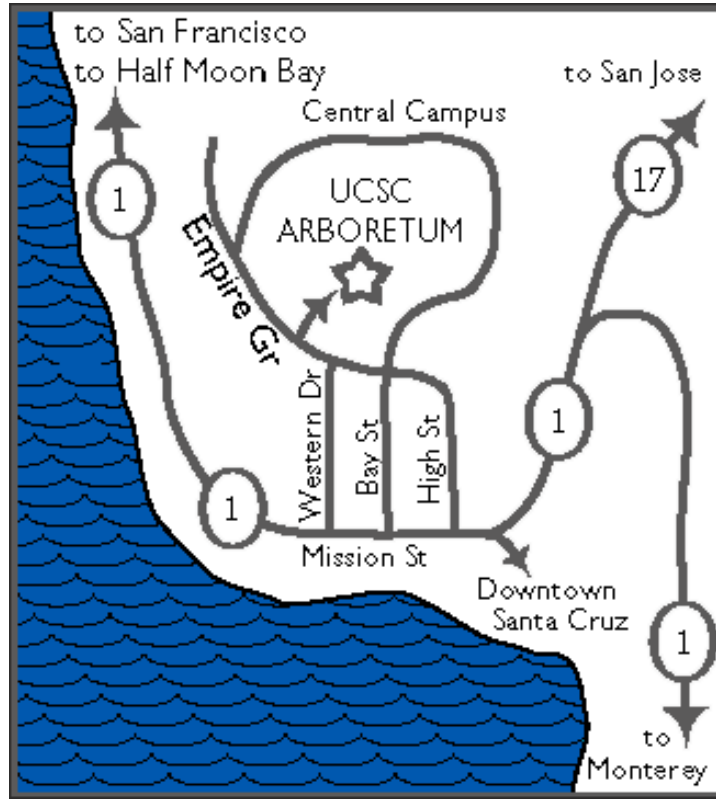 to San Francisco
to Half Moon Bay
to San Jose
Central Campus
1
17
UCSC
ARBORETUM
Empire Gr
Western Dr
Bay St
High St
1
1
Mission St
Downtown
Santa Cruz
1
to
Monterey